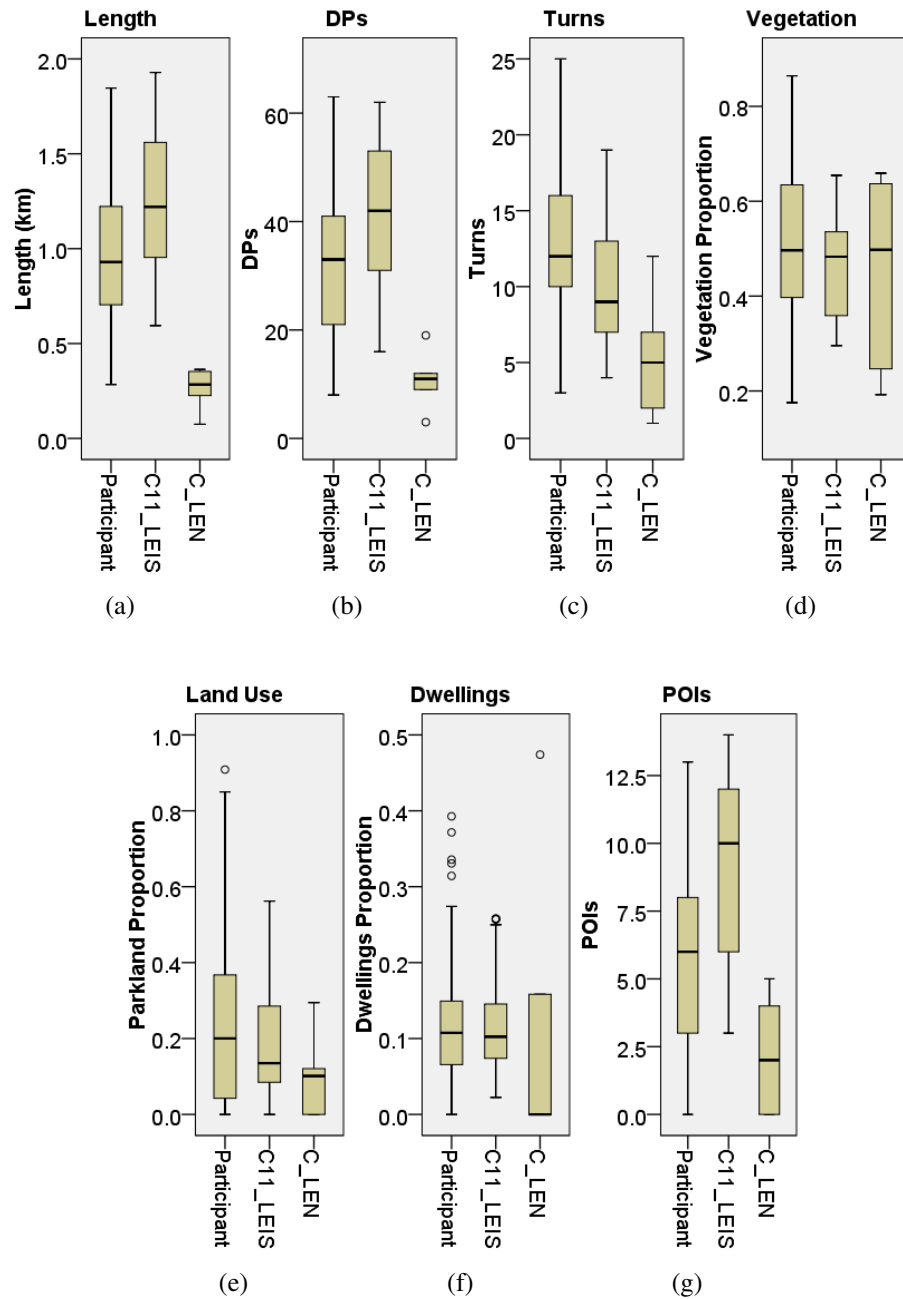 Length
DPs
Turns
Vegetation
Length (km)
2.0
1.5
1.0
0.5
0.0
Participant
C11_LEIS
C_LEN
DPs
60
40
20
0
Participant
C11_LEIS
C_LEN
Turns
25
20
15
10
5
0
Participant
C11_LEIS
C_LEN
Vegetation Proportion
0.8
0.6
0.4
0.2
Participant
C11_LEIS
C_LEN
(a)
(b)
(c)
(d)
Land Use
Dwellings
POIs
Parkland Proportion
1.0
0.8
0.6
0.4
0.2
0.0
Participant
C11_LEIS
C_LEN
Dwellings Proportion
0.5
0.4
0.3
0.2
0.1
0.0
Participant
C11_LEIS
C_LEN
POIs
12.5
10.0
7.5
5.0
2.5
0.0
Participant
C11_LEIS
C_LEN
(e)
(f)
(g)